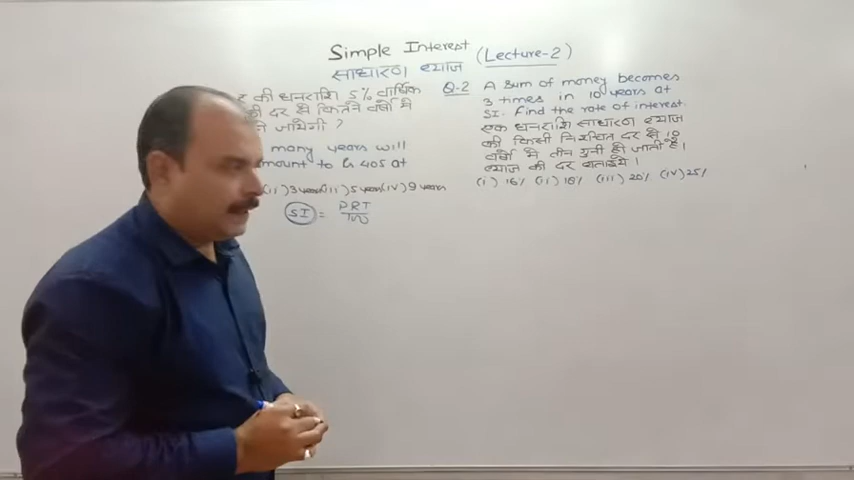 Simple Interest (Lecture-2)
साधारण ब्याज
की धनराशि 5% वार्षिक
की दर से कितने वर्षों मे
जायेगी ?
many years will
amount to Rs 405 at
(ii) 3 years (iii) 5 years (iv) 9 years
SI = PRT/100
Q-2 A sum of money becomes
3 times in 10 years at
SI. Find the rate of interest.
एक धनराशि साधारण ब्याज
की किसी निश्चित दर से 10
वर्षों मे तीन गुनी हो जाती है।
ब्याज की दर बताइये।
(i) 16% (ii) 18% (iii) 20% (iv) 25%